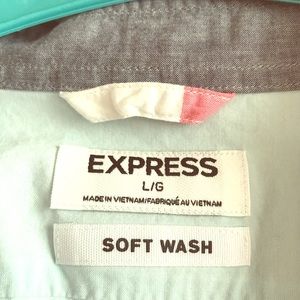 EXPRESS
L/G
MADE IN VIETNAM/FABRIQUÉ AU VIETNAM
SOFT WASH